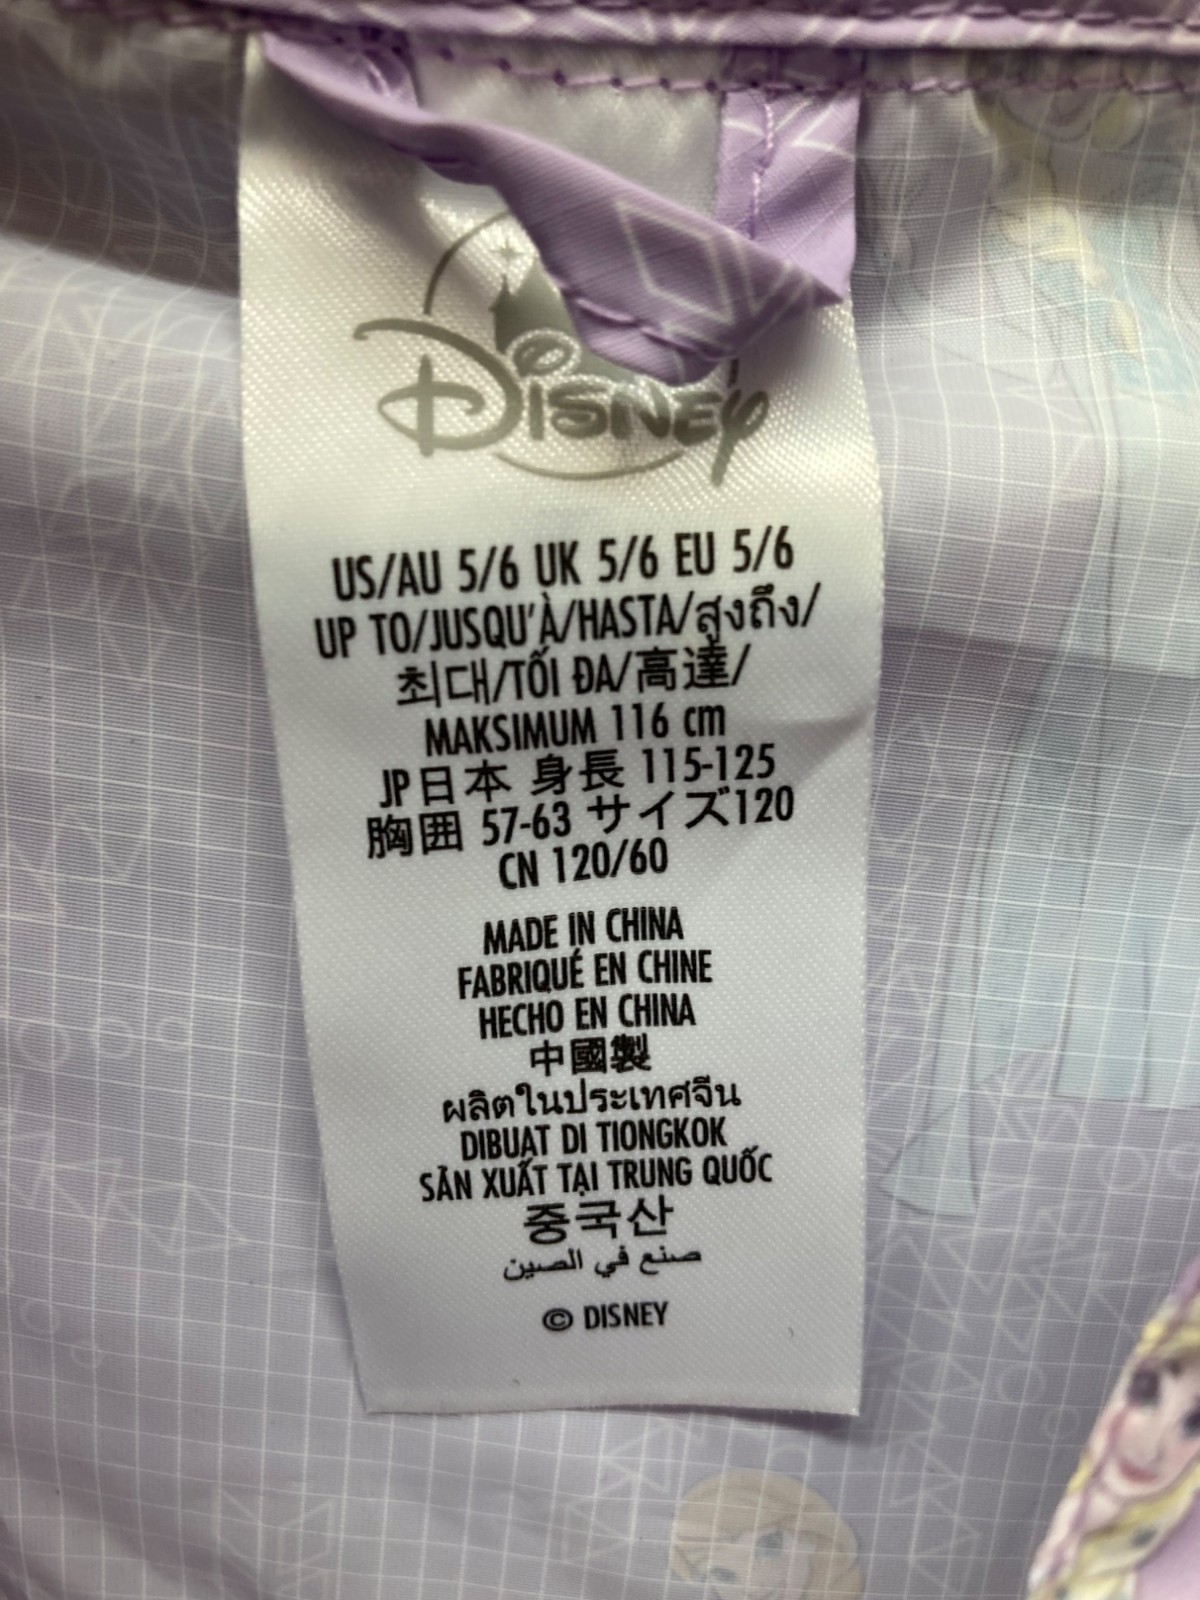 Disney
US/AU 5/6 UK 5/6 EU 5/6
UP TO/JUSQU'À/HASTA/สูงถึง/
최대/TỐI ĐA/高達/
MAKSIMUM 116 cm
JP日本 身長 115-125
胸囲 57-63 サイズ120
CN 120/60
MADE IN CHINA
FABRIQUÉ EN CHINE
HECHO EN CHINA
中國製
ผลิตในประเทศจีน
DIBUAT DI TIONGKOK
SẢN XUẤT TẠI TRUNG QUỐC
중국산
صنع في الصين
© DISNEY